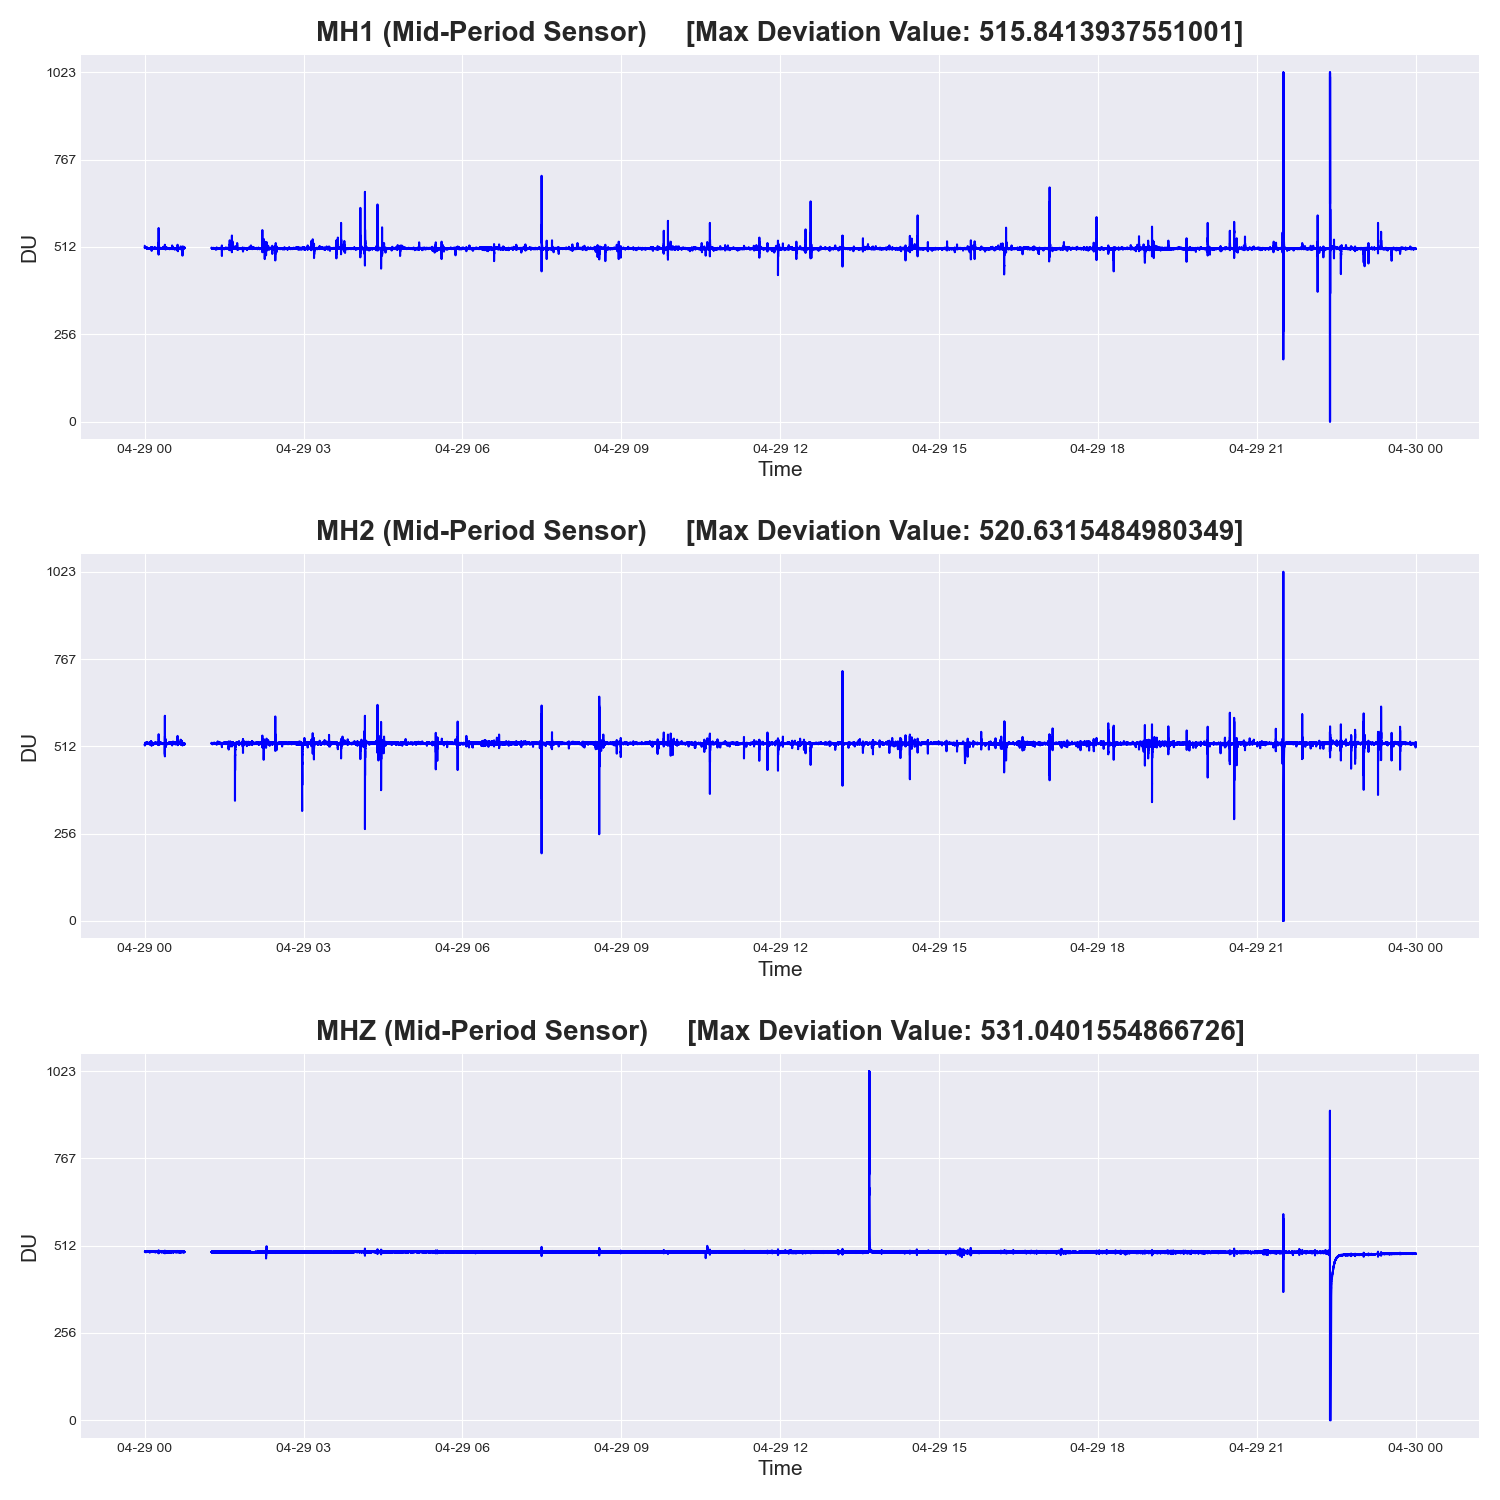 MH1 (Mid-Period Sensor) [Max Deviation Value: 515.8413937551001]
1023
767
512
256
0
DU
04-29 00 04-29 03 04-29 06 04-29 09 04-29 12 04-29 15 04-29 18 04-29 21 04-30 00
Time
MH2 (Mid-Period Sensor) [Max Deviation Value: 520.6315484980349]
1023
767
512
256
0
DU
04-29 00 04-29 03 04-29 06 04-29 09 04-29 12 04-29 15 04-29 18 04-29 21 04-30 00
Time
MHZ (Mid-Period Sensor) [Max Deviation Value: 531.0401554866726]
1023
767
512
256
0
DU
04-29 00 04-29 03 04-29 06 04-29 09 04-29 12 04-29 15 04-29 18 04-29 21 04-30 00
Time